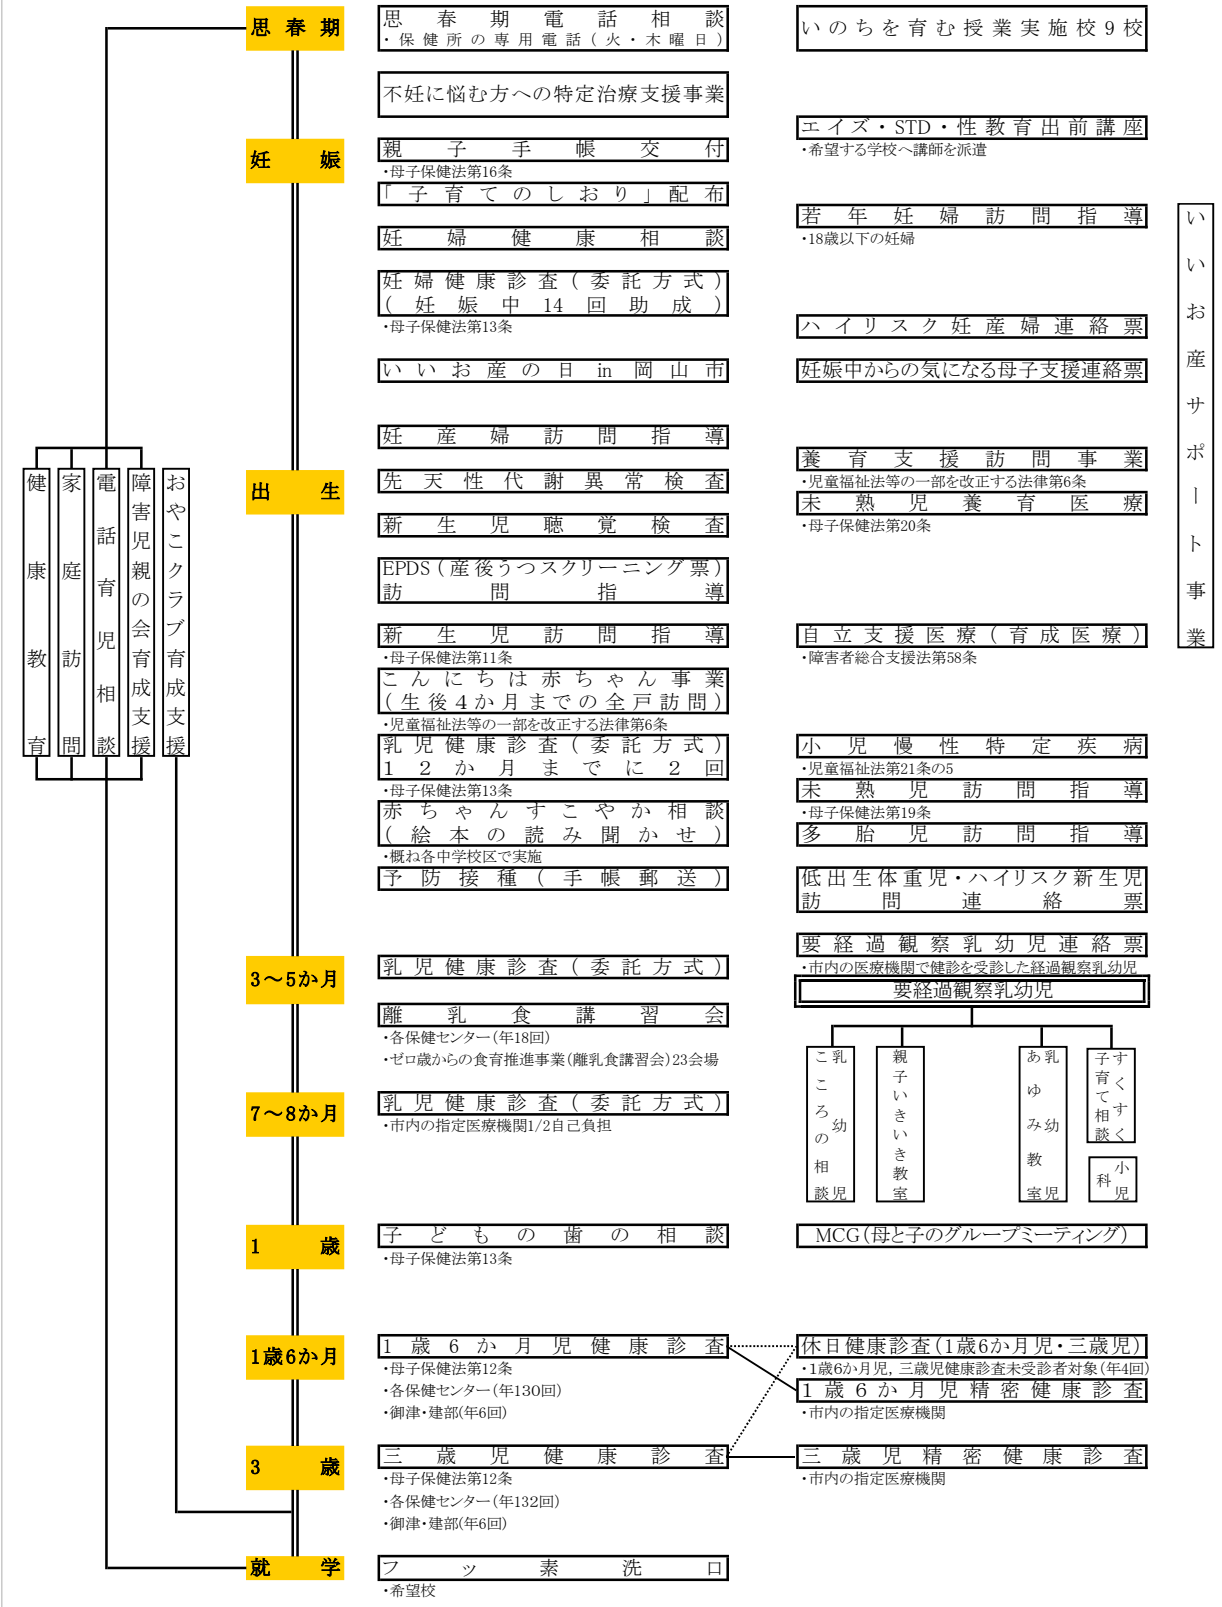 思春期
思春期電話相談
・保健所の専用電話(火・木曜日)
いのちを育む授業実施校9校
不妊に悩む方への特定治療支援事業
エイズ・STD・性教育出前講座
・希望する学校へ講師を派遣
妊娠
親子手帳交付
・母子保健法第16条
「子育てのしおり」配布
若年妊婦訪問指導
・18歳以下の妊婦
妊婦健康相談
妊婦健康診査(委託方式)
(妊娠中14回助成)
・母子保健法第13条
ハイリスク妊産婦連絡票
いいお産の日in岡山市
妊娠中からの気になる母子支援連絡票
いいお産サポート事業
妊産婦訪問指導
養育支援訪問事業
・児童福祉法等の一部を改正する法律第6条
出生
先天性代謝異常検査
未熟児養育医療
・母子保健法第20条
新生児聴覚検査
EPDS(産後うつスクリーニング票)
訪問指導
新生児訪問指導
・母子保健法第11条
自立支援医療(育成医療)
・障害者総合支援法第58条
こんにちは赤ちゃん事業
(生後4か月までの全戸訪問)
・児童福祉法等の一部を改正する法律第6条
健康教育
家庭訪問
電話育児相談
障害児親の会育成支援
おやこクラブ育成支援
乳児健康診査(委託方式)
12か月までに2回
・母子保健法第13条
小児慢性特定疾病
・児童福祉法第21条の5
未熟児訪問指導
・母子保健法第19条
赤ちゃんすこやか相談
(絵本の読み聞かせ)
・概ね各中学校区で実施
多胎児訪問指導
予防接種(手帳郵送)
低出生体重児・ハイリスク新生児
訪問連絡票
要経過観察乳幼児連絡票
・市内の医療機関で健診を受診した経過観察乳幼児
3〜5か月
乳児健康診査(委託方式)
要経過観察乳幼児
離乳食講習会
・各保健センター(年18回)
・ゼロ歳からの食育推進事業(離乳食講習会)23会場
乳幼児
こころの相談
親子いきいき教室
乳幼児
あゆみ教室
すくすく
子育て相談
小児
科
7〜8か月
乳児健康診査(委託方式)
・市内の指定医療機関1/2自己負担
1歳
子どもの歯の相談
・母子保健法第13条
MCG(母と子のグループミーティング)
1歳6か月
1歳6か月児健康診査
・母子保健法第12条
・各保健センター(年130回)
・御津・建部(年6回)
休日健康診査(1歳6か月児・三歳児)
・1歳6か月児,三歳児健康診査未受診者対象(年4回)
1歳6か月児精密健康診査
・市内の指定医療機関
3歳
三歳児健康診査
・母子保健法第12条
・各保健センター(年132回)
・御津・建部(年6回)
三歳児精密健康診査
・市内の指定医療機関
就学
フッ素洗口
・希望校